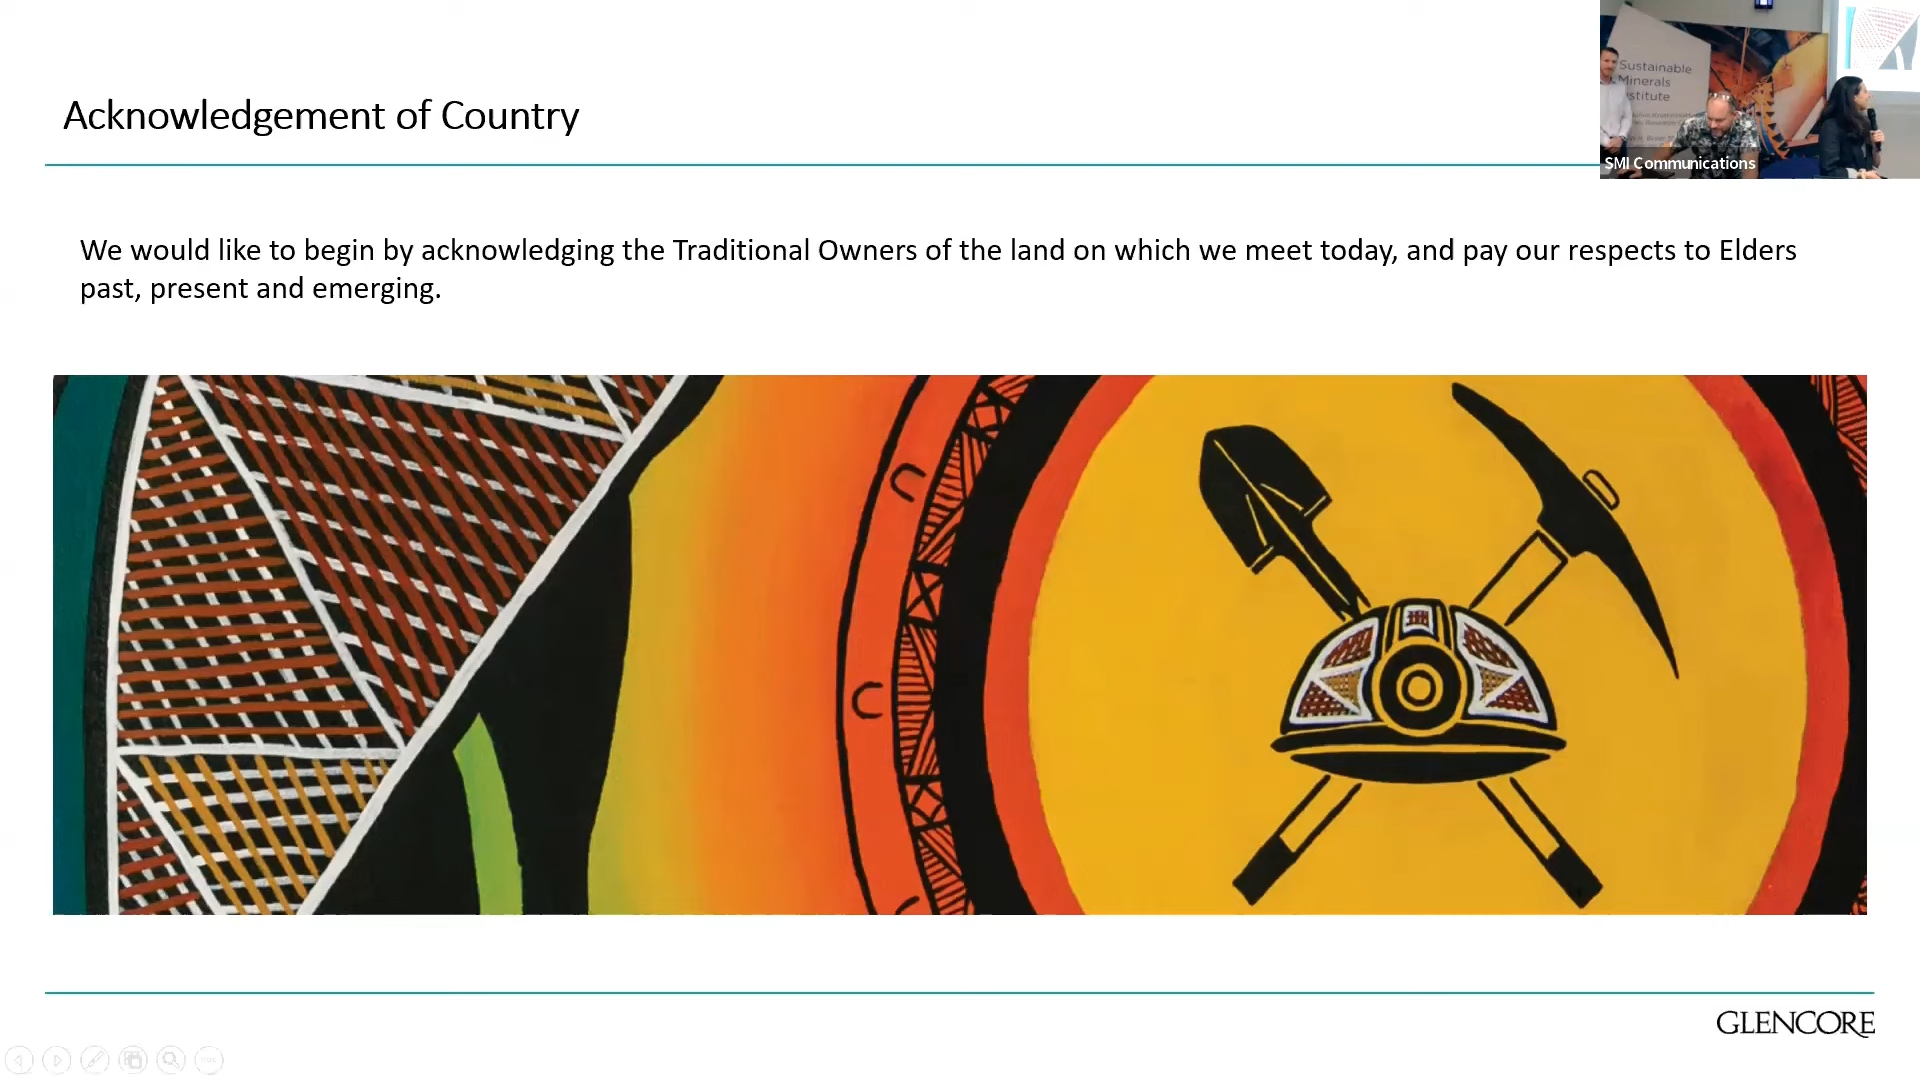 Acknowledgement of Country
Sustainable
Minerals
SMI Communications
We would like to begin by acknowledging the Traditional Owners of the land on which we meet today, and pay our respects to Elders
past, present and emerging.
GLENCORE